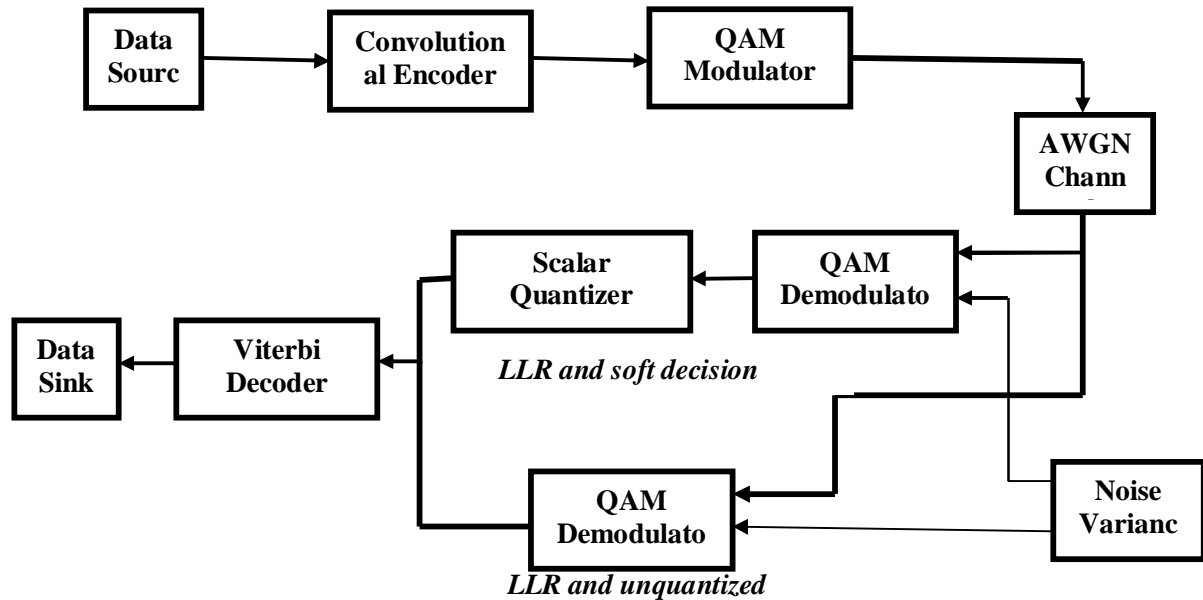 Data
Sourc
Convolution
al Encoder
QAM
Modulator
AWGN
Chann
Scalar
Quantizer
QAM
Demodulato
Data
Sink
Viterbi
Decoder
LLR and soft decision
QAM
Demodulato
Noise
Varianc
LLR and unquantized